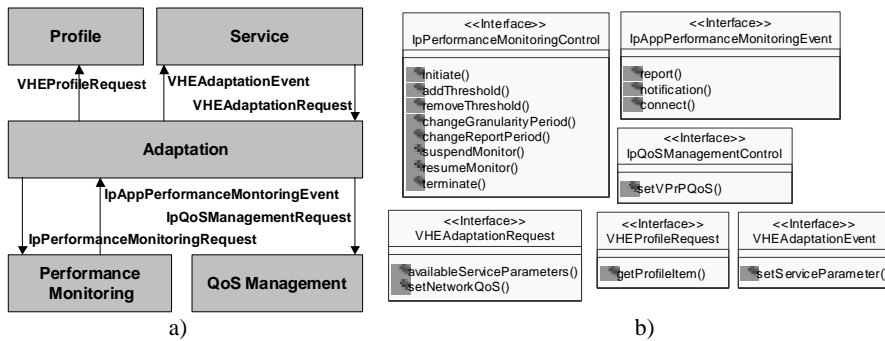 Profile
Service
VHEProfileRequest
VHEAdaptationEvent
VHEAdaptationRequest
Adaptation
IpAppPerformanceMontoringEvent
IpQoSManagementRequest
IpPerformanceMonitoringRequest
Performance
Monitoring
QoS Management
a)
<<Interface>>
IpPerformanceMonitoringControl
initiate()
addThreshold()
removeThreshold()
changeGranularityPeriod()
changeReportPeriod()
suspendMonitor()
resumeMonitor()
terminate()
<<Interface>>
IpAppPerformanceMonitoringEvent
report()
notification()
connect()
<<Interface>>
IpQoSManagementControl
setVPrPQoS()
<<Interface>>
VHEAdaptationRequest
availableServiceParameters()
setNetworkQoS()
<<Interface>>
VHEProfileRequest
getProfileItem()
<<Interface>>
VHEAdaptationEvent
setServiceParameter()
b)